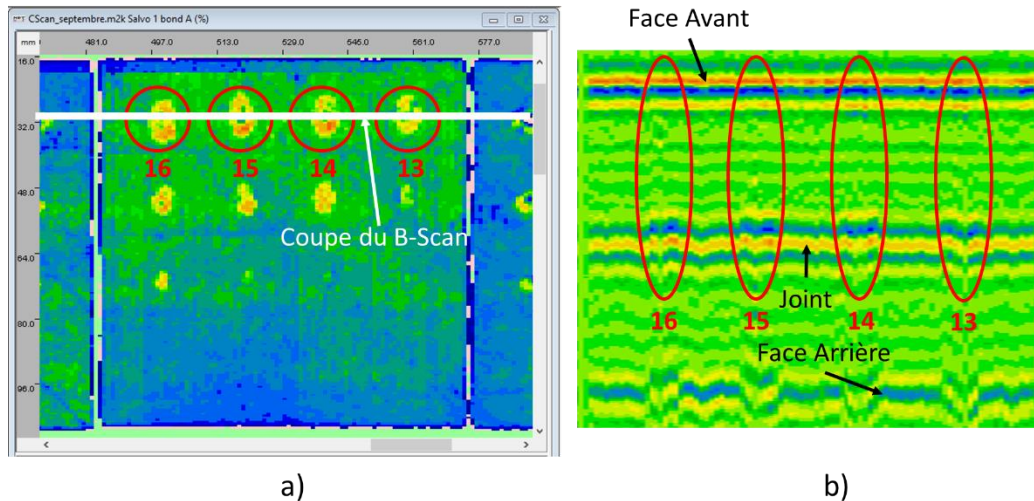 CScan_septembre.m2k Salvo 1 bond A (%)
mm 481.0 497.0 513.0 529.0 545.0 561.0 577.0
16.0
32.0
48.0
64.0
80.0
96.0
16 15 14 13
Coupe du B-Scan
a)
Face Avant
Joint
16 15 14 13
Face Arrière
b)